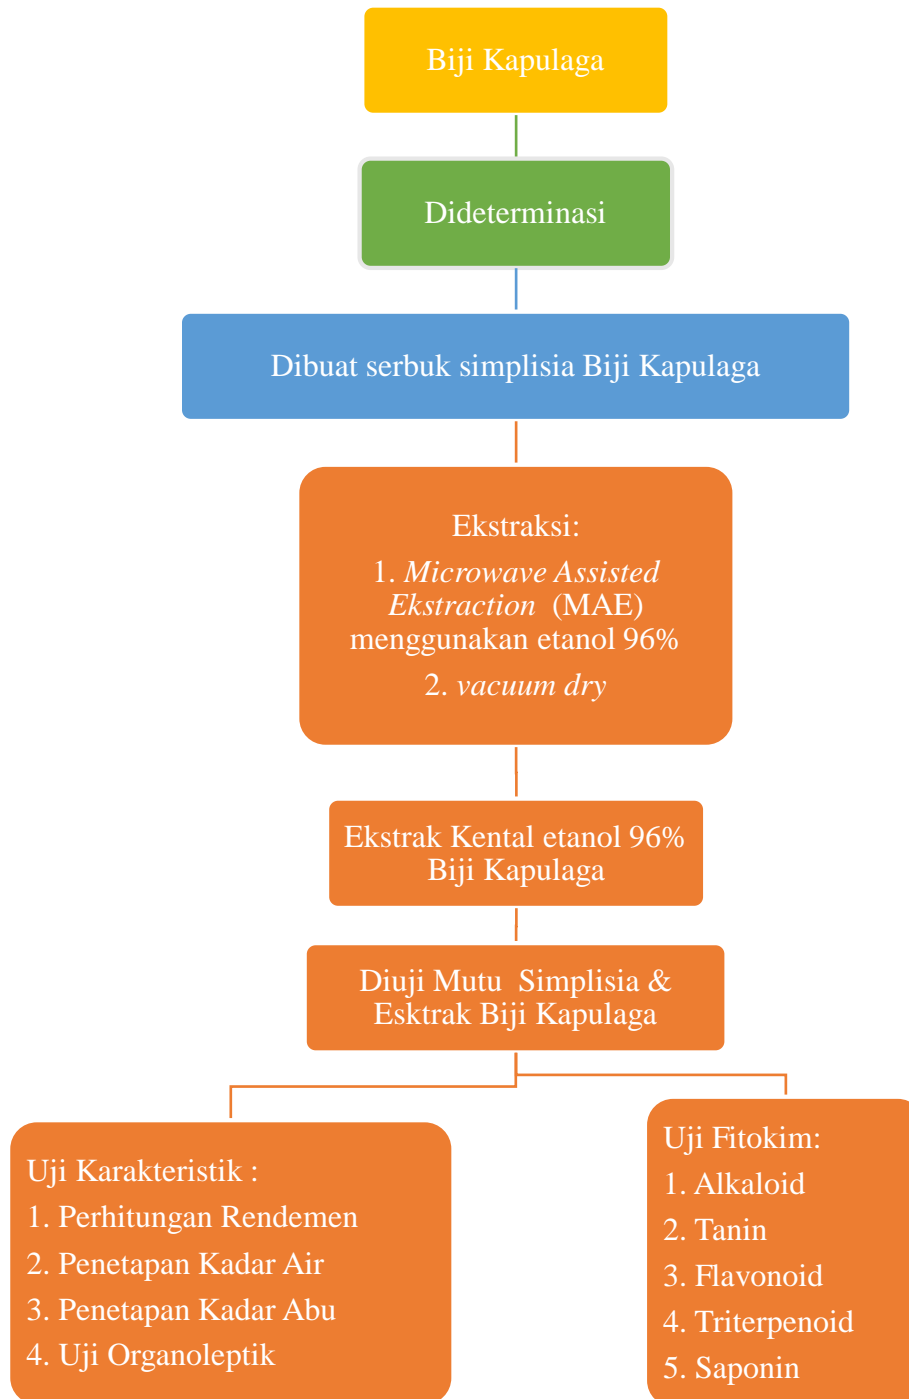 Biji Kapulaga
Dideterminasi
Dibuat serbuk simplisia Biji Kapulaga
Ekstraksi:
1. Microwave Assisted
Ekstraction (MAE)
menggunakan etanol 96%
2. vacuum dry
Ekstrak Kental etanol 96%
Biji Kapulaga
Diuji Mutu Simplisia &
Esktrak Biji Kapulaga
Uji Karakteristik :
1. Perhitungan Rendemen
2. Penetapan Kadar Air
3. Penetapan Kadar Abu
4. Uji Organoleptik
Uji Fitokim:
1. Alkaloid
2. Tanin
3. Flavonoid
4. Triterpenoid
5. Saponin